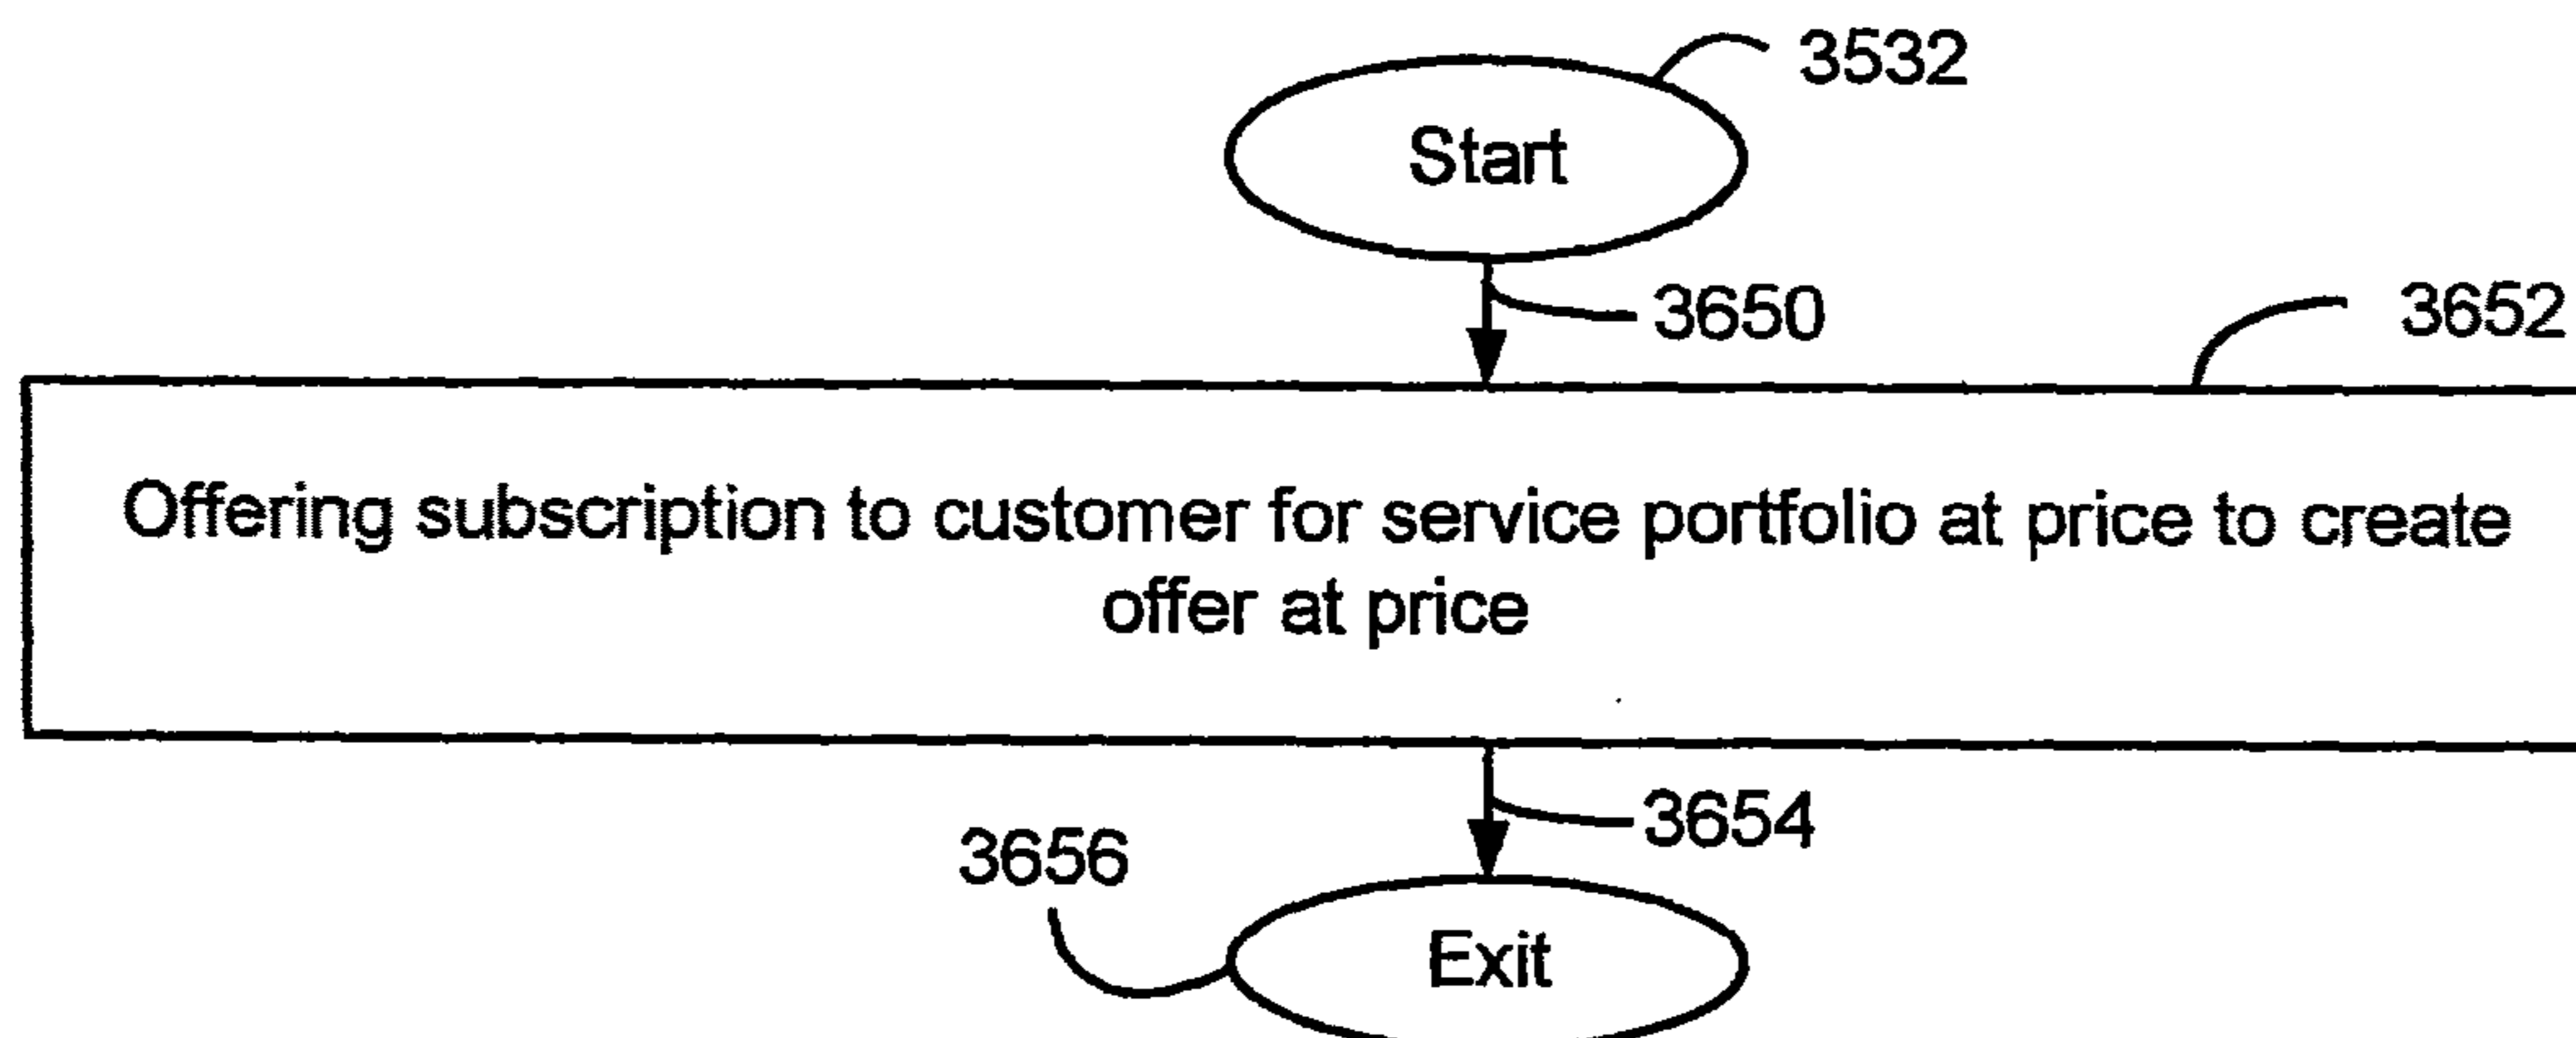 3532
Start
3650
3652
Offering subscription to customer for service portfolio at price to create
offer at price
3654
3656
Exit